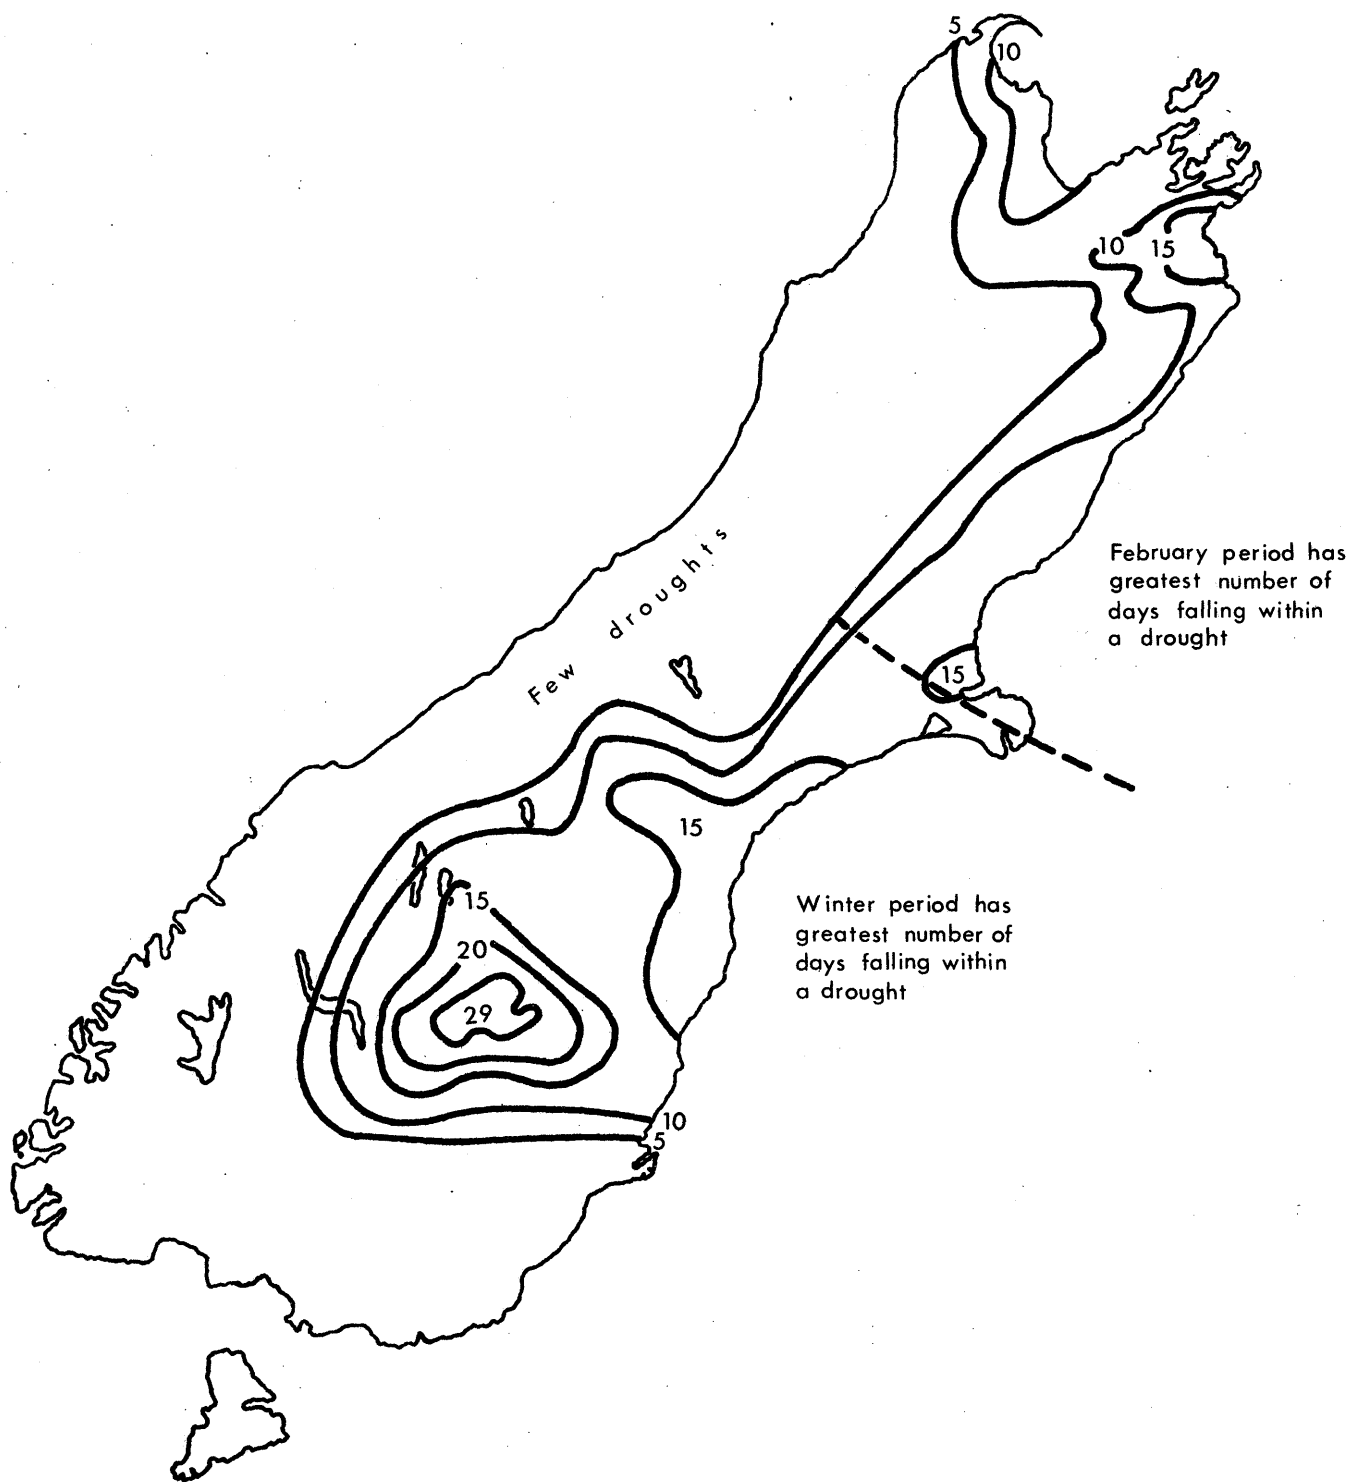 5
10
10
15
February period has
greatest number of
days falling within
a drought
Few droughts
15
15
Winter period has
greatest number of
days falling within
a drought
15
20
29
10
5